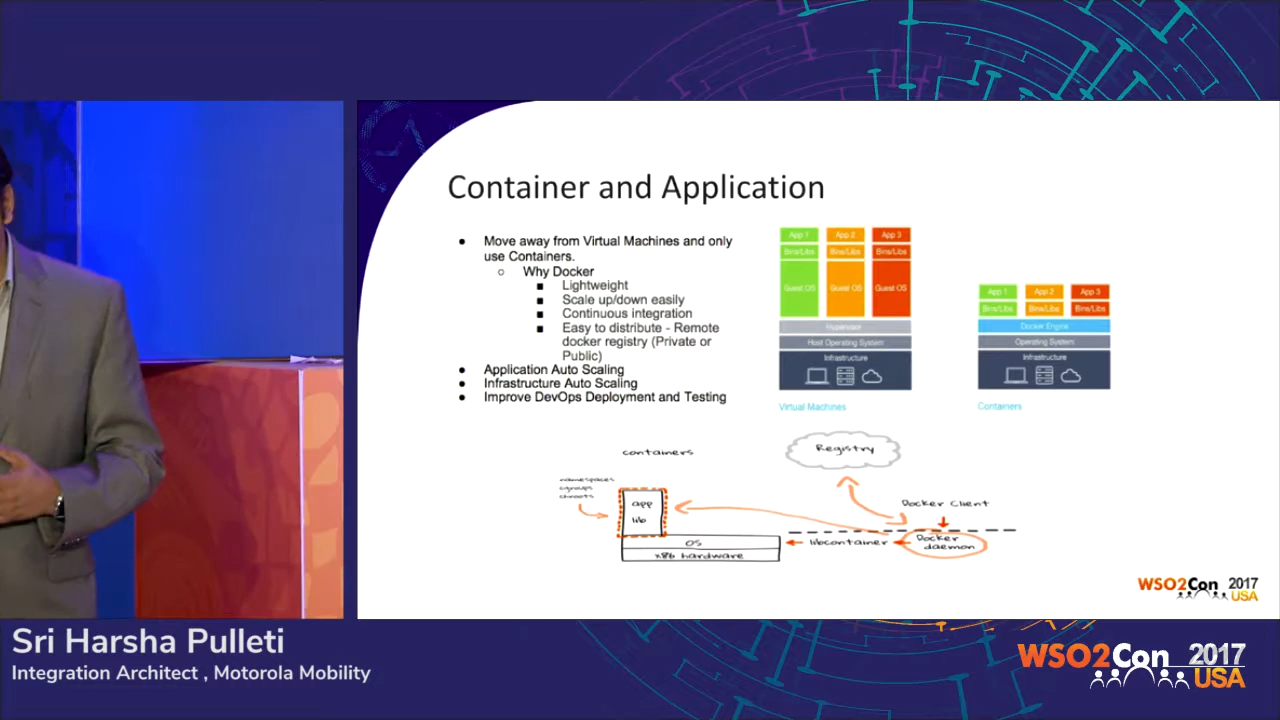 Container and Application
● Move away from Virtual Machines and only
use Containers.
○ Why Docker
■ Lightweight
■ Scale up/down easily
■ Continuous integration
■ Easy to distribute - Remote
docker registry (Private or
Public)
● Application Auto Scaling
● Infrastructure Auto Scaling
● Improve DevOps Deployment and Testing
App 1 App 2 App 3
Bins/Libs Bins/Libs Bins/Libs
Guest OS Guest OS Guest OS
Hypervisor
Host Operating System
Infrastructure
Virtual Machines
App 1 App 2 App 3
Bins/Libs Bins/Libs Bins/Libs
Docker Engine
Operating System
Infrastructure
Containers
containers
Registry
namespaces
cgroups
chroots
app
lib
OS
x86 hardware
libcontainer
Docker client
Docker
daemon
WSO2Con 2017
USA
Sri Harsha Pulleti
Integration Architect , Motorola Mobility
WSO2Con 2017
USA